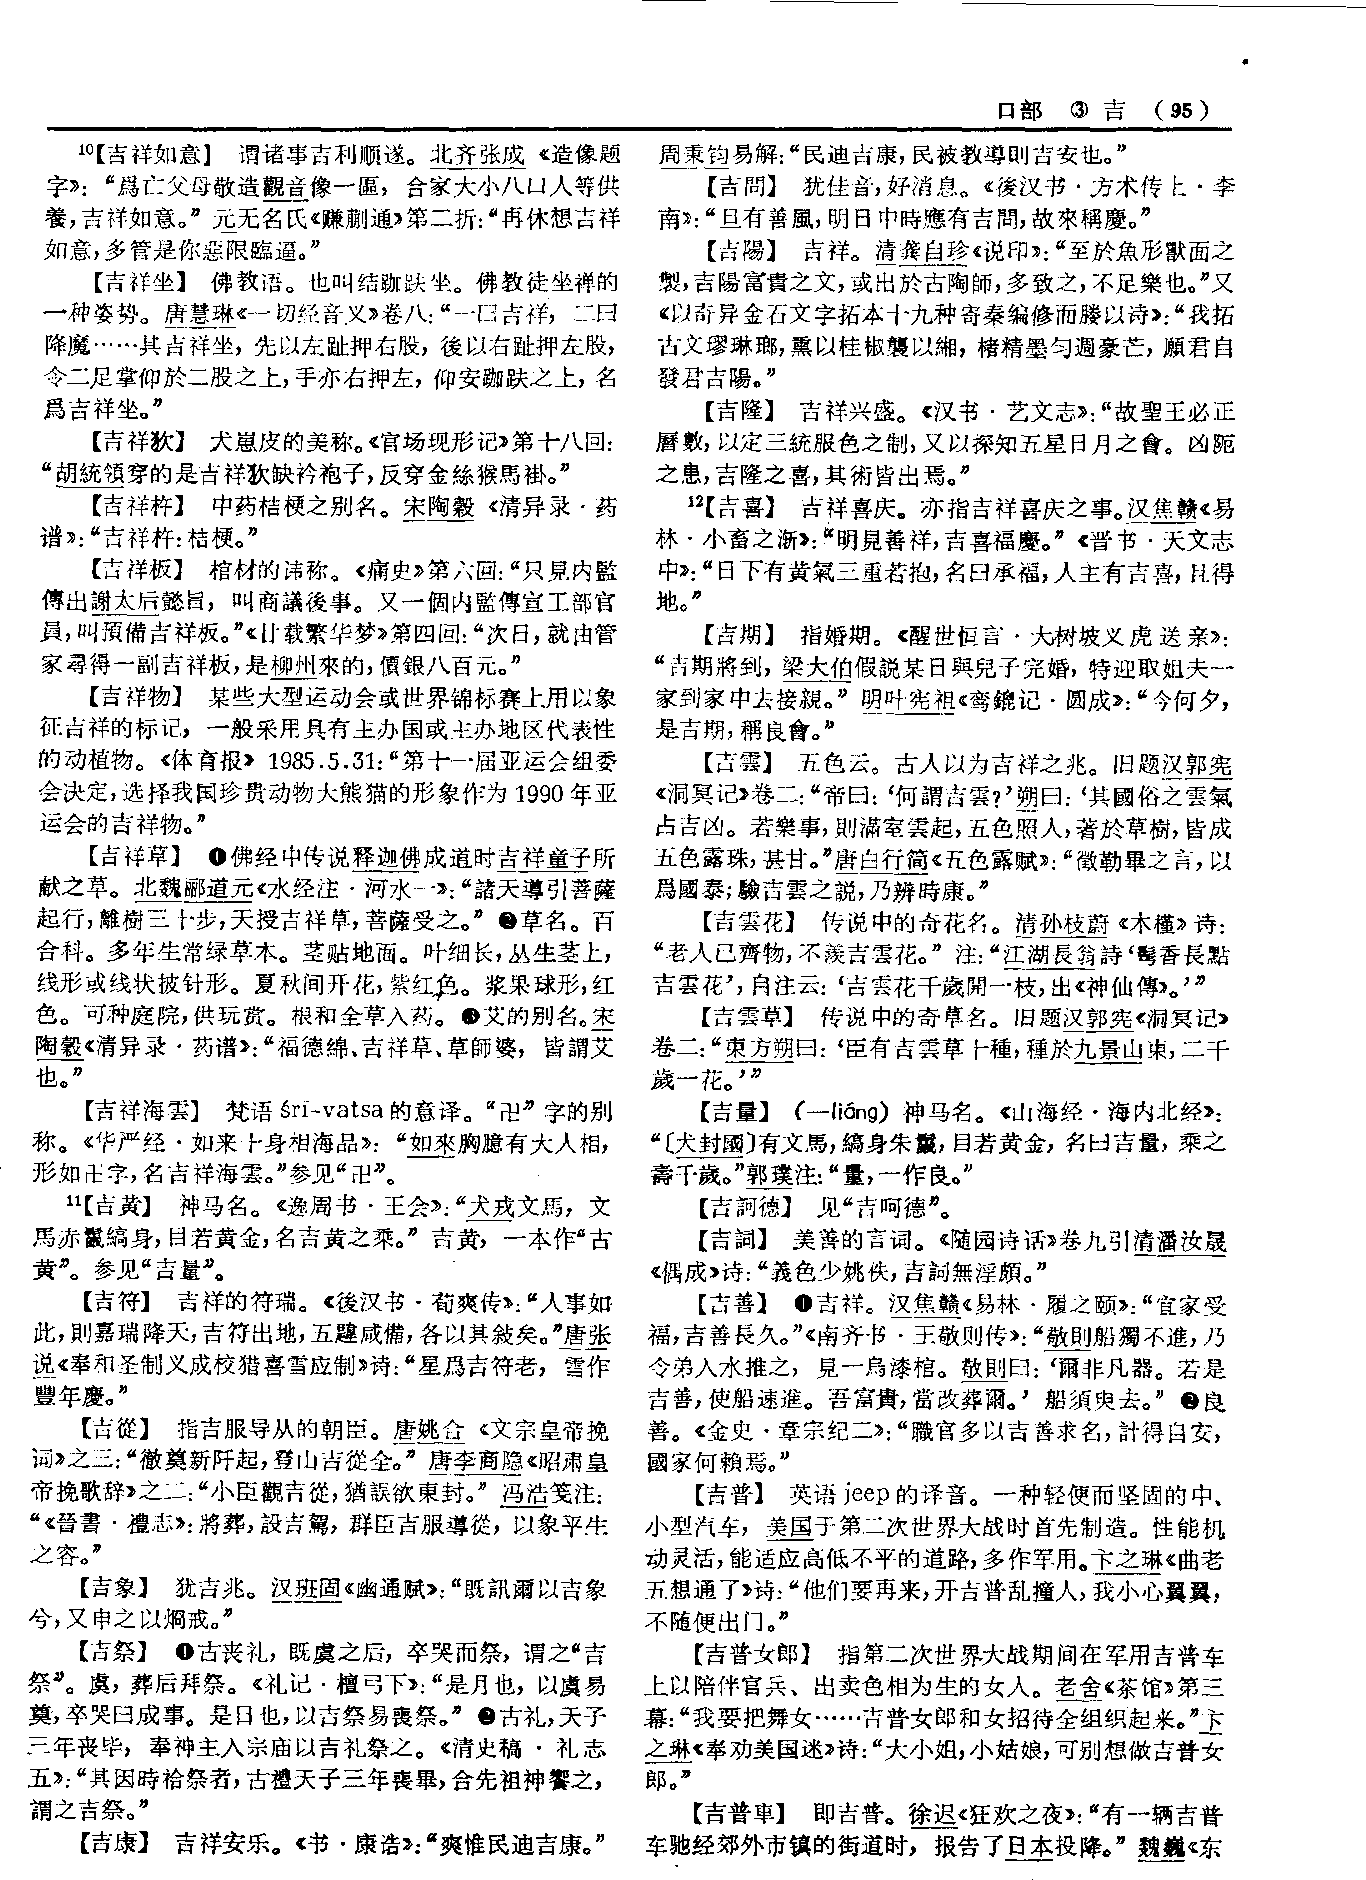 口部 ③ 吉 （95）
¹⁰【吉祥如意】 谓诸事吉利顺遂。北齐张成《造像题
字》：“爲亡父母敬造觀音像一區，合家大小八口人等供
養，吉祥如意。”元无名氏《賺蒯通》第二折：“再休想吉祥
如意，多管是你惡限臨逼。”
【吉祥坐】 佛教语。也叫结跏趺坐。佛教徒坐禅的
一种姿势。唐慧琳《一切经音义》卷八：“一曰吉祥，二曰
降魔……其吉祥坐，先以左趾押右股，後以右趾押左股，
令二足掌仰於二股之上，手亦右押左，仰安跏趺之上，名
爲吉祥坐。”
【吉祥犾】 犬崽皮的美称。《官场现形记》第十八回：
“胡統領穿的是吉祥犾缺衿袍子，反穿金絲猴馬褂。”
【吉祥杵】 中药桔梗之别名。宋陶穀《清异录·药
谱》：“吉祥杵：桔梗。”
【吉祥板】 棺材的讳称。《痛史》第六回：“只見内監
傳出謝太后懿旨，叫商議後事。又一個内監傳宣工部官
員，叫預備吉祥板。”《廿载繁华梦》第四回：“次日，就由管
家尋得一副吉祥板，是柳州來的，價銀八百元。”
【吉祥物】 某些大型运动会或世界锦标赛上用以象
征吉祥的标记，一般采用具有主办国或主办地区代表性
的动植物。《体育报》1985.5.31：“第十一届亚运会组委
会决定，选择我国珍贵动物大熊猫的形象作为1990年亚
运会的吉祥物。”
【吉祥草】 ❶佛经中传说释迦佛成道时吉祥童子所
献之草。北魏郦道元《水经注·河水一》：“諸天導引菩薩
起行，離樹三十步，天授吉祥草，菩薩受之。”❷草名。百
合科。多年生常绿草木。茎贴地面。叶细长，丛生茎上，
线形或线状披针形。夏秋间开花，紫红色。浆果球形，红
色。可种庭院，供玩赏。根和全草入药。❸艾的别名。宋
陶穀《清异录·药谱》：“福德綿、吉祥草、草師婆，皆謂艾
也。”
【吉祥海雲】 梵语śrī-vatsa的意译。“卍”字的别
称。《华严经·如来十身相海品》：“如來胸臆有大人相，
形如卍字，名吉祥海雲。”参见“卍”。
¹¹【吉黄】 神马名。《逸周书·王会》：“犬戎文馬，文
馬赤鬣縞身，目若黄金，名吉黄之乘。”吉黄，一本作“古
黄”。参见“吉量”。
【吉符】 吉祥的符瑞。《後汉书·荀爽传》：“人事如
此，則嘉瑞降天，吉符出地，五韙咸備，各以其敍矣。”唐张
说《奉和圣制义成校猎喜雪应制》诗：“星爲吉符老，雪作
豐年慶。”
【吉從】 指吉服导从的朝臣。唐姚合《文宗皇帝挽
词》之三：“徹奠新阡起，登山吉從全。”唐李商隐《昭肃皇
帝挽歌辞》之二：“小臣觀吉從，猶誤欲東封。”冯浩笺注：
“《晉書·禮志》：將葬，設吉駕，群臣吉服導從，以象平生
之容。”
【吉象】 犹吉兆。汉班固《幽通赋》：“既訊爾以吉象
兮，又申之以炯戒。”
【吉祭】 ❶古丧礼，既虞之后，卒哭而祭，谓之“吉
祭”。虞，葬后拜祭。《礼记·檀弓下》：“是月也，以虞易
奠，卒哭曰成事。是日也，以吉祭易喪祭。”❷古礼，天子
三年丧毕，奉神主入宗庙以吉礼祭之。《清史稿·礼志
五》：“其因時祫祭者，古禮天子三年喪畢，合先祖神饗之，
謂之吉祭。”
【吉康】 吉祥安乐。《书·康诰》：“爽惟民迪吉康。”
周秉钧易解：“民迪吉康，民被教導則吉安也。”
【吉問】 犹佳音，好消息。《後汉书·方术传上·李
南》：“旦有善風，明日中時應有吉問，故來稱慶。”
【吉陽】 吉祥。清龚自珍《说印》：“至於魚形獸面之
製，吉陽富貴之文，或出於古陶師，多致之，不足樂也。”又
《以奇异金石文字拓本十九种寄秦编修而媵以诗》：“我拓
古文璆琳瑯，熏以桂椒襲以緗，楮精墨匀週豪芒，願君自
發君吉陽。”
【吉隆】 吉祥兴盛。《汉书·艺文志》：“故聖王必正
曆數，以定三統服色之制，又以探知五星日月之會。凶阨
之患，吉隆之喜，其術皆出焉。”
¹²【吉喜】 吉祥喜庆。亦指吉祥喜庆之事。汉焦赣《易
林·小畜之渐》：“明見善祥，吉喜福慶。”《晋书·天文志
中》：“日下有黄氣三重若抱，名曰承福，人主有吉喜，且得
地。”
【吉期】 指婚期。《醒世恒言·大树坡义虎送亲》：
“吉期將到，梁大伯假説某日與兒子完婚，特迎取姐夫一
家到家中去接親。”明叶宪祖《鸾鎞记·圆成》：“今何夕，
是吉期，稱良會。”
【吉雲】 五色云。古人以为吉祥之兆。旧题汉郭宪
《洞冥记》卷二：“帝曰：‘何謂吉雲？’朔曰：‘其國俗之雲氣
占吉凶。若樂事，則滿室雲起，五色照人，著於草樹，皆成
五色露珠，甚甘。”唐白行简《五色露赋》：“徵勒畢之言，以
爲國泰；驗吉雲之説，乃辨時康。”
【吉雲花】 传说中的奇花名。清孙枝蔚《木槿》诗：
“老人已齊物，不羨吉雲花。”注：“江湖長翁詩‘鬢香長點
吉雲花’，自注云：‘吉雲花千歲開一枝，出《神仙傳》。’”
【吉雲草】 传说中的奇草名。旧题汉郭宪《洞冥记》
卷二：“東方朔曰：‘臣有吉雲草十種，種於九景山東，二千
歲一花。’”
【吉量】（—liáng）神马名。《山海经·海内北经》：
“〔犬封國〕有文馬，縞身朱鬣，目若黄金，名曰吉量，乘之
壽千歲。”郭璞注：“量，一作良。”
【吉訶德】 见“吉呵德”。
【吉詞】 美善的言词。《随园诗话》卷九引清潘汝晟
《偶成》诗：“義色少姚佚，吉詞無淫頗。”
【吉善】 ❶吉祥。汉焦赣《易林·履之颐》：“宜家受
福，吉善長久。”《南齐书·王敬则传》：“敬則船獨不進，乃
令弟入水推之，見一烏漆棺。敬則曰：‘爾非凡器。若是
吉善，使船速進。吾富貴，當改葬爾。’船須臾去。”❷良
善。《金史·章宗纪二》：“職官多以吉善求名，計得自安，
國家何賴焉。”
【吉普】 英语jeep的译音。一种轻便而坚固的中、
小型汽车，美国于第二次世界大战时首先制造。性能机
动灵活，能适应高低不平的道路，多作军用。卞之琳《曲老
五想通了》诗：“他们要再来，开吉普乱撞人，我小心翼翼，
不随便出门。”
【吉普女郎】 指第二次世界大战期间在军用吉普车
上以陪伴官兵、出卖色相为生的女人。老舍《茶馆》第三
幕：“我要把舞女……吉普女郎和女招待全组织起来。”卞
之琳《奉劝美国迷》诗：“大小姐，小姑娘，可别想做吉普女
郎。”
【吉普車】 即吉普。徐迟《狂欢之夜》：“有一辆吉普
车驰经郊外市镇的街道时，报告了日本投降。”魏巍《东